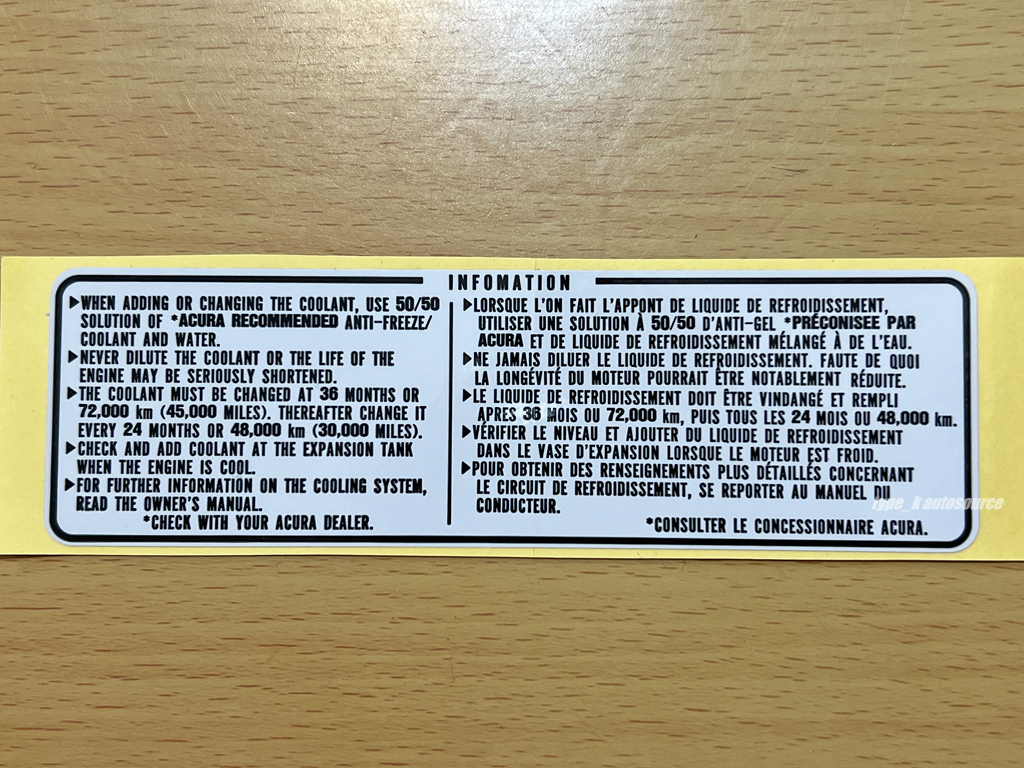 INFOMATION
▶WHEN ADDING OR CHANGING THE COOLANT, USE 50/50
SOLUTION OF *ACURA RECOMMENDED ANTI-FREEZE/
COOLANT AND WATER.
▶NEVER DILUTE THE COOLANT OR THE LIFE OF THE
ENGINE MAY BE SERIOUSLY SHORTENED.
▶THE COOLANT MUST BE CHANGED AT 36 MONTHS OR
72,000 km (45,000 MILES). THEREAFTER CHANGE IT
EVERY 24 MONTHS OR 48,000 km (30,000 MILES).
▶CHECK AND ADD COOLANT AT THE EXPANSION TANK
WHEN THE ENGINE IS COOL.
▶FOR FURTHER INFORMATION ON THE COOLING SYSTEM,
READ THE OWNER'S MANUAL.
*CHECK WITH YOUR ACURA DEALER.
▶LORSQUE L'ON FAIT L'APPONT DE LIQUIDE DE REFROIDISSEMENT,
UTILISER UNE SOLUTION À 50/50 D'ANTI-GEL *PRÉCONISEE PAR
ACURA ET DE LIQUIDE DE REFROIDISSEMENT MÉLANGÉ À DE L'EAU.
▶NE JAMAIS DILUER LE LIQUIDE DE REFROIDISSEMENT. FAUTE DE QUOI
LA LONGÉVITÉ DU MOTEUR POURRAIT ÊTRE NOTABLEMENT RÉDUITE.
▶LE LIQUIDE DE REFROIDISSEMENT DOIT ÊTRE VINDANGÉ ET REMPLI
APRES 36 MOIS OU 72,000 km, PUIS TOUS LES 24 MOIS OU 48,000 km.
▶VÉRIFIER LE NIVEAU ET AJOUTER DU LIQUIDE DE REFROIDISSEMENT
DANS LE VASE D'EXPANSION LORSQUE LE MOTEUR EST FROID.
▶POUR OBTENIR DES RENSEIGNEMENTS PLUS DÉTAILLÉS CONCERNANT
LE CIRCUIT DE REFROIDISSEMENT, SE REPORTER AU MANUEL DU
CONDUCTEUR.
*CONSULTER LE CONCESSIONNAIRE ACURA.
Type_k autosource